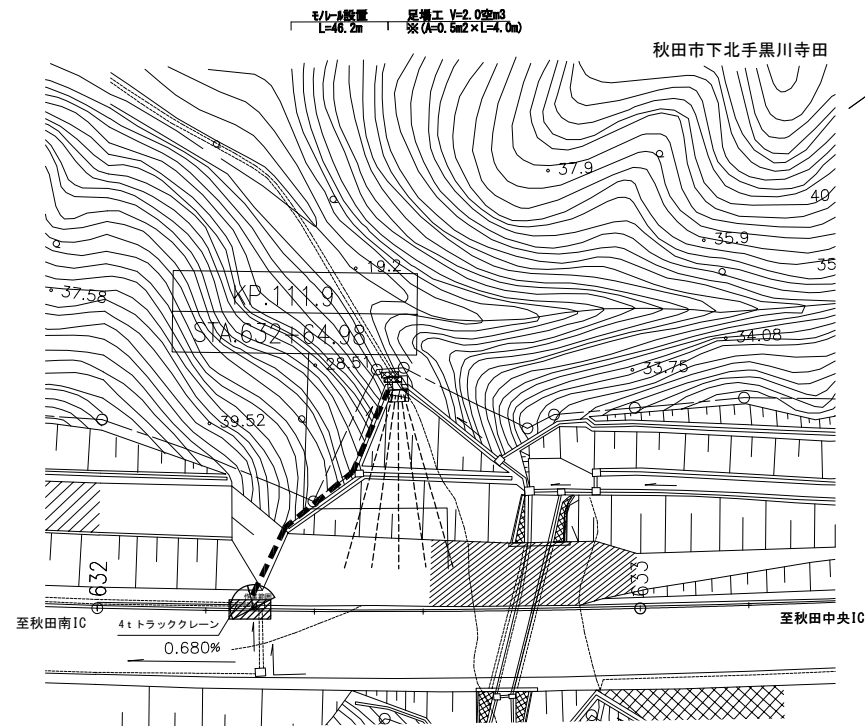 モノレール設置 足場工 V=2.0空m3
L=46.2m ※(A=0.5m2×L=4.0m)
秋田市下北手黒川寺田
37.9
40
35.9
35
19.2
37.58
KP.111.9
STA.632+64.98
34.08
28.51
33.75
39.52
632
633
至秋田南IC
4tトラッククレーン
至秋田中央IC
0.680%